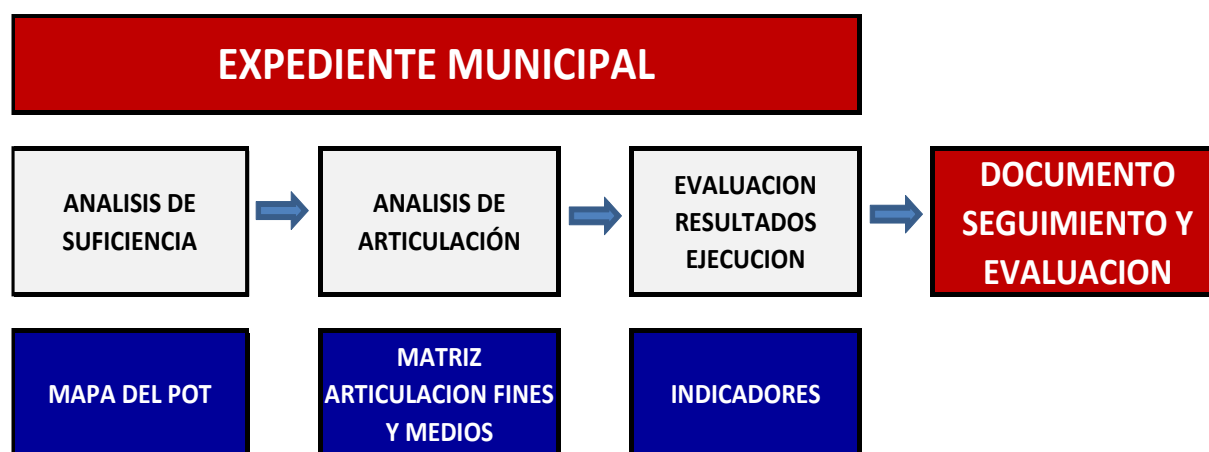 EXPEDIENTE MUNICIPAL
ANALISIS DE
SUFICIENCIA
ANALISIS DE
ARTICULACIÓN
EVALUACION
RESULTADOS
EJECUCION
DOCUMENTO
SEGUIMIENTO Y
EVALUACION
MAPA DEL POT
MATRIZ
ARTICULACION FINES
Y MEDIOS
INDICADORES